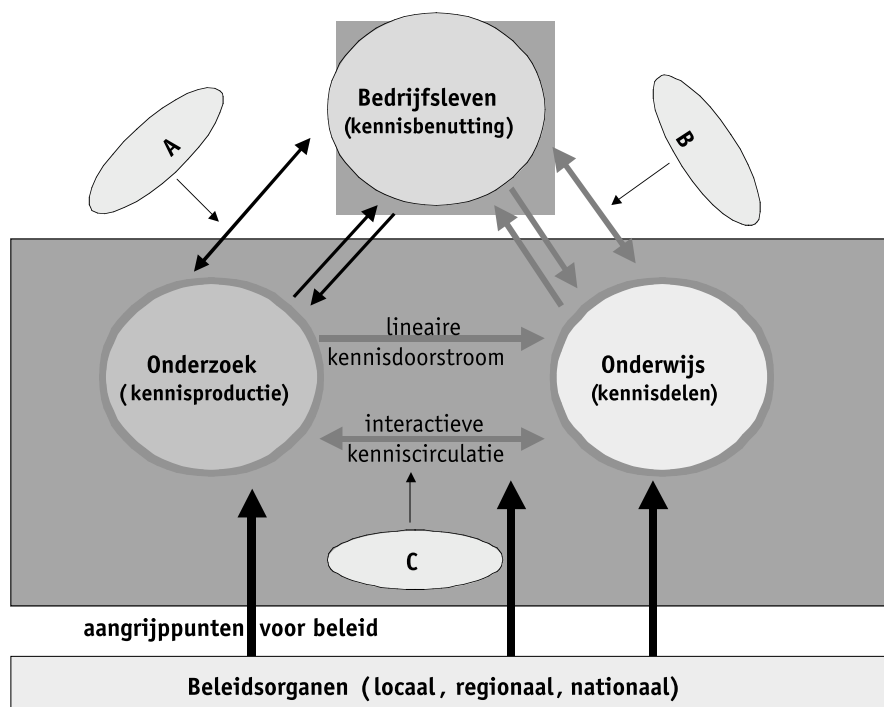 Bedrijfsleven
(kennisbenutting)
A
B
lineaire
kennisdoorstroom
Onderzoek
(kennisproductie)
Onderwijs
(kennisdelen)
interactieve
kenniscirculatie
C
aangrijppunten voor beleid
Beleidsorganen (locaal, regionaal, nationaal)